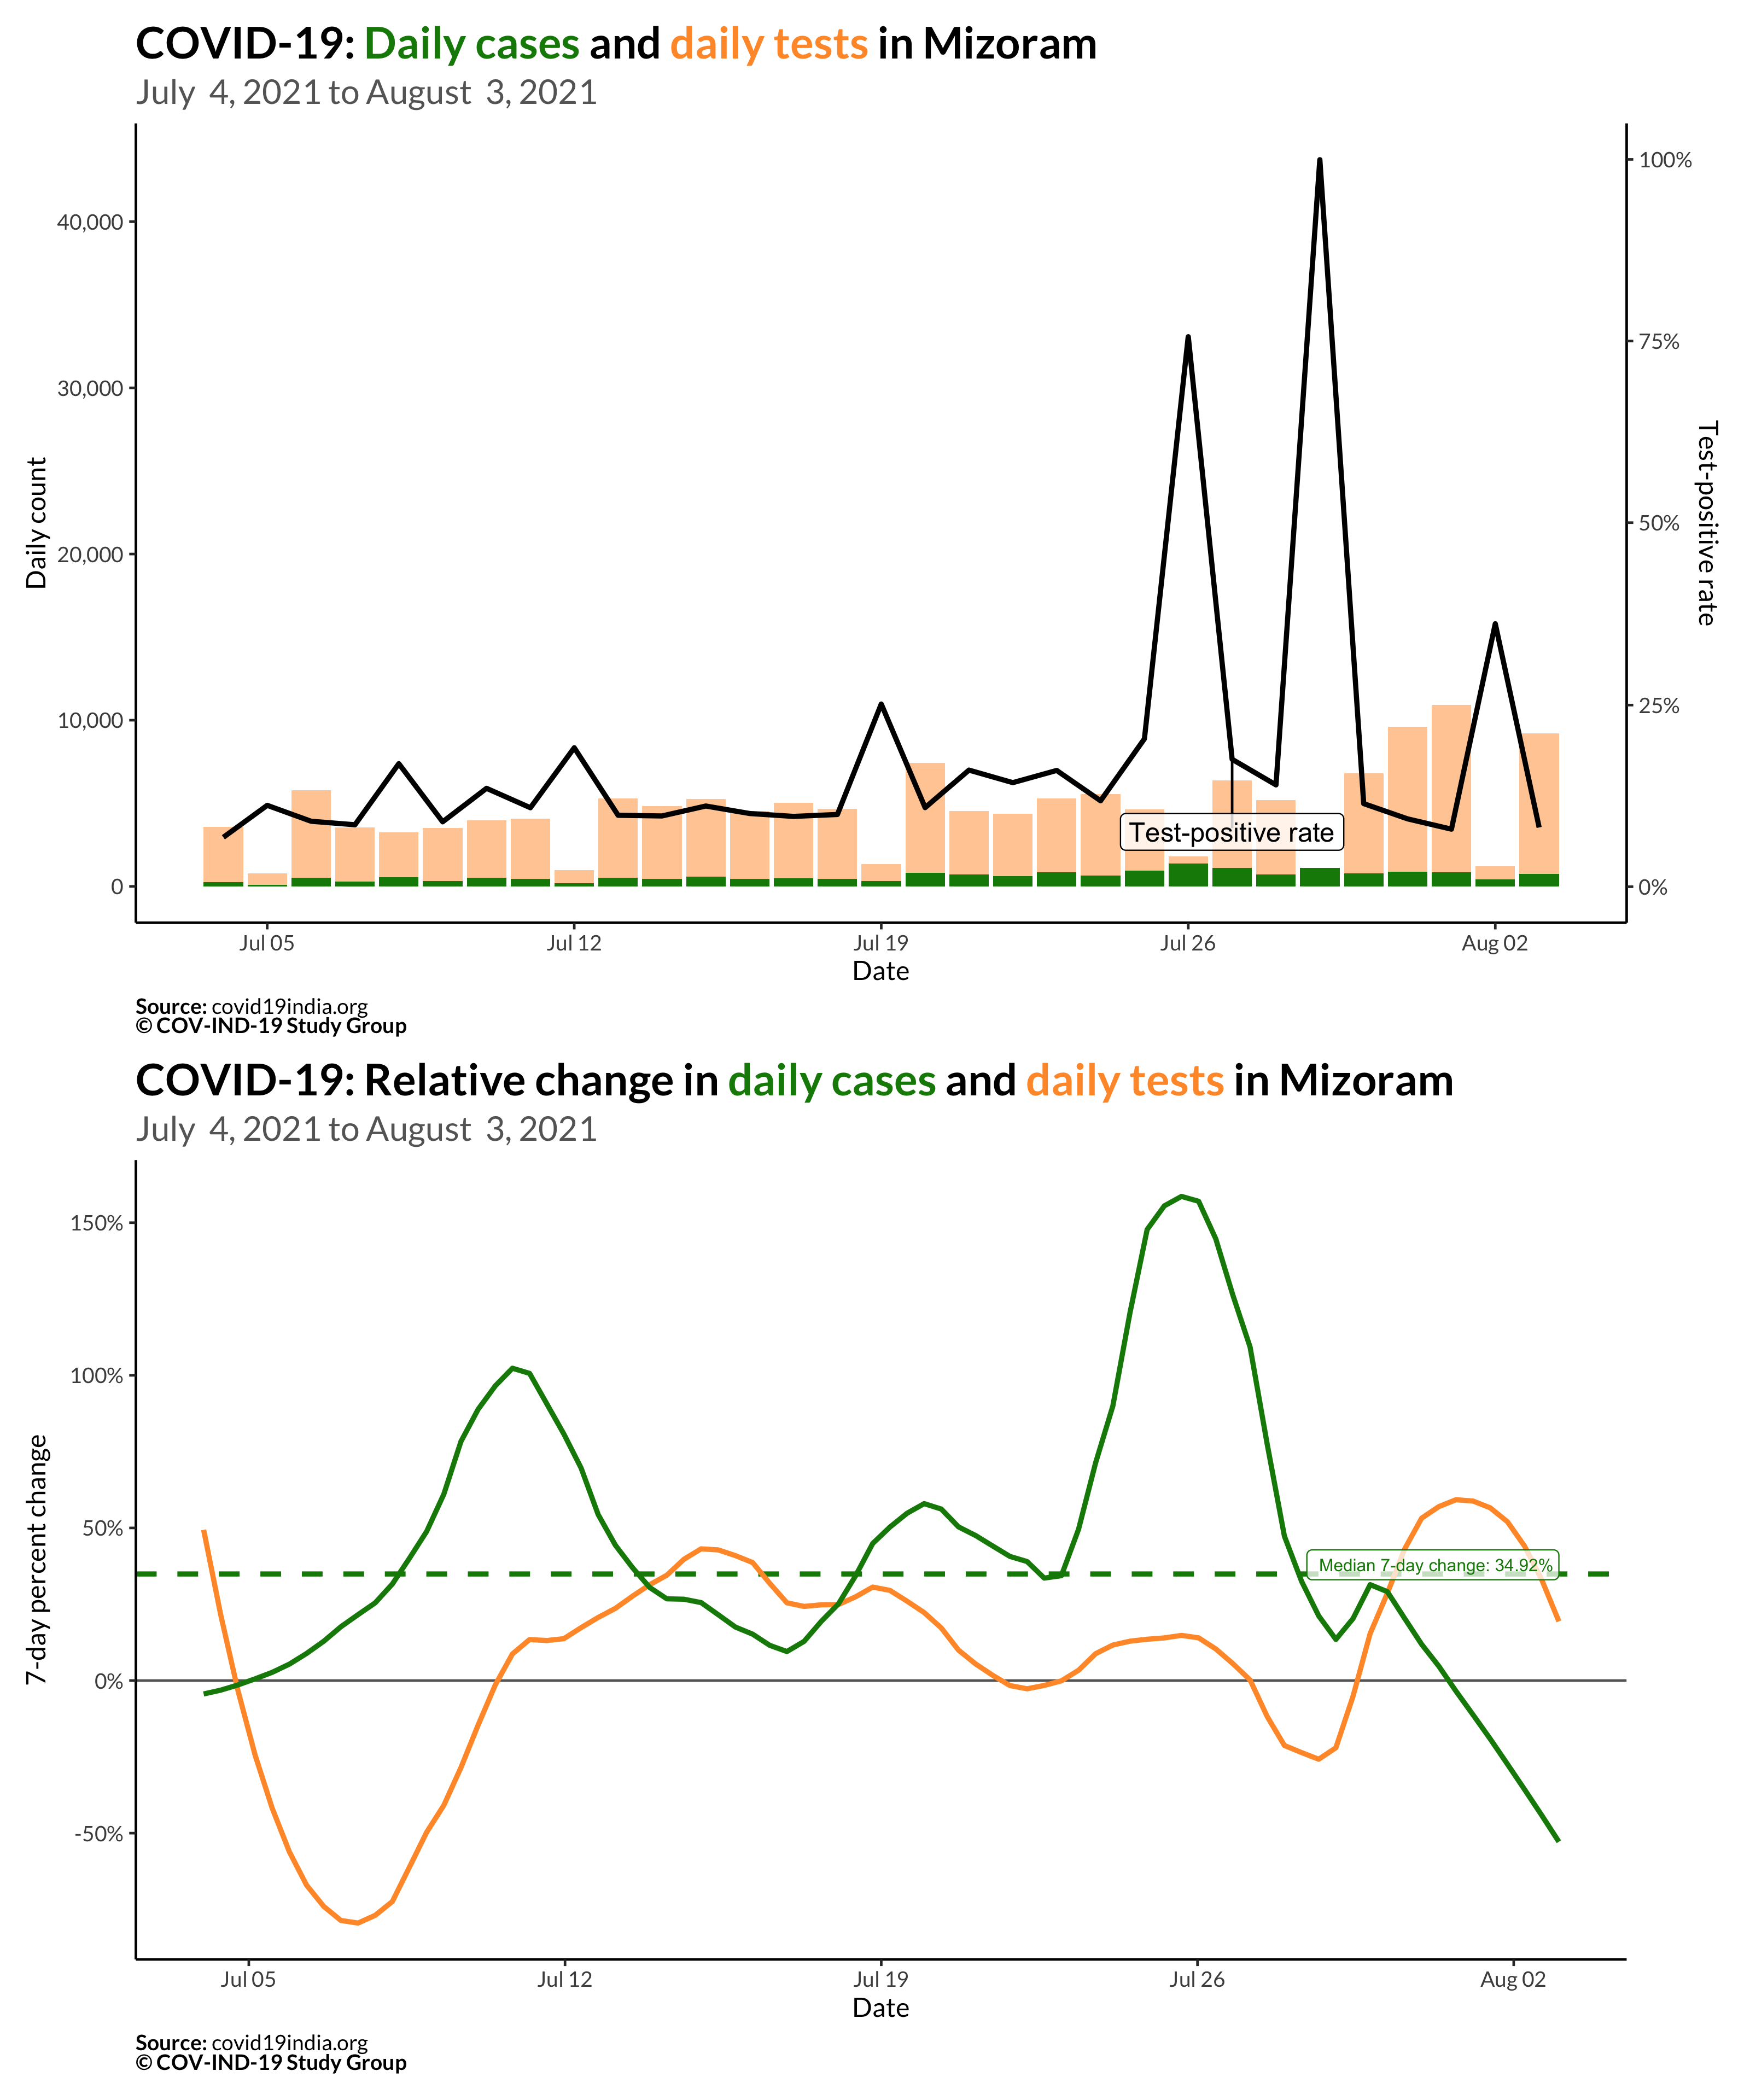 COVID-19: Daily cases and daily tests in Mizoram
July 4, 2021 to August 3, 2021
Daily count
40,000
30,000
20,000
10,000
0
100%
75%
50%
25%
0%
Test-positive rate
Test-positive rate
Jul 05
Jul 12
Jul 19
Jul 26
Aug 02
Date
Source: covid19india.org
© COV-IND-19 Study Group
COVID-19: Relative change in daily cases and daily tests in Mizoram
July 4, 2021 to August 3, 2021
7-day percent change
150%
100%
50%
0%
-50%
Median 7-day change: 34.92%
Jul 05
Jul 12
Jul 19
Jul 26
Aug 02
Date
Source: covid19india.org
© COV-IND-19 Study Group